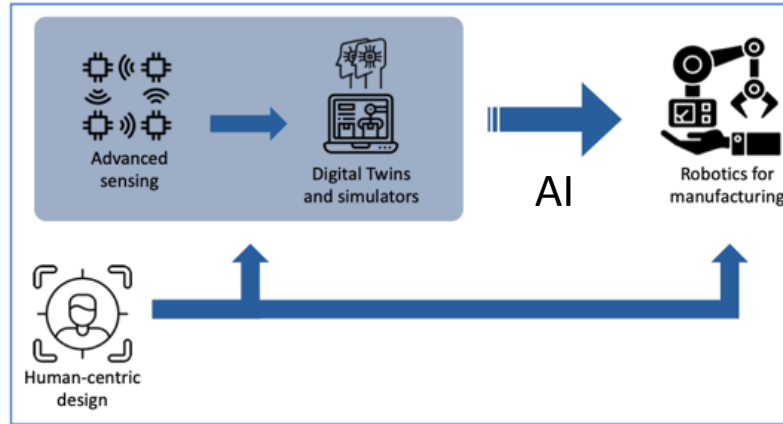 Advanced
sensing
Digital Twins
and simulators
AI
Robotics for
manufacturing
Human-centric
design